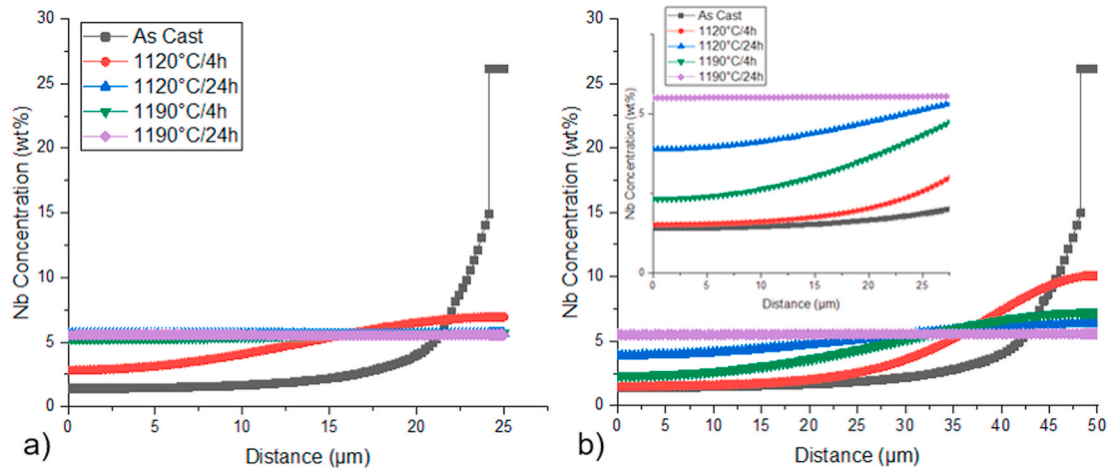 30
25
20
15
10
5
0
Nb Concentration (wt%)
As Cast
1120°C/4h
1120°C/24h
1190°C/4h
1190°C/24h
0 5 10 15 20 25
Distance (µm)
a)
30
25
20
15
10
5
0
Nb Concentration (wt%)
As Cast
1120°C/4h
1120°C/24h
1190°C/4h
1190°C/24h
5
0
Nb Concentration (wt%)
0 5 10 15 20 25
Distance (µm)
0 5 10 15 20 25 30 35 40 45 50
Distance (µm)
b)